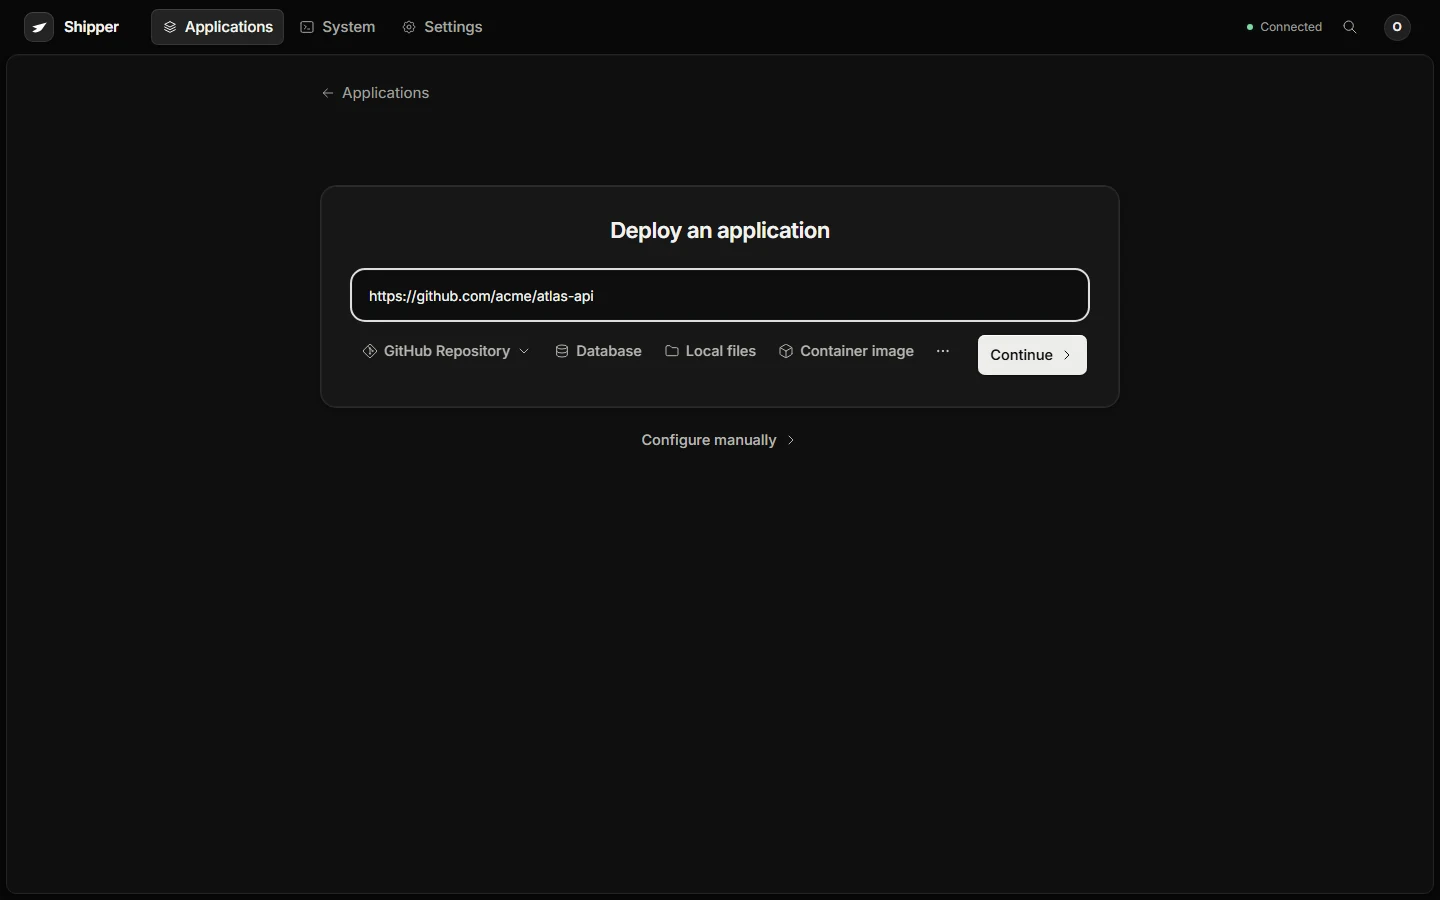 Shipper Applications System Settings Connected O
← Applications
Deploy an application
https://github.com/acme/atlas-api
GitHub Repository Database Local files Container image ... Continue
Configure manually